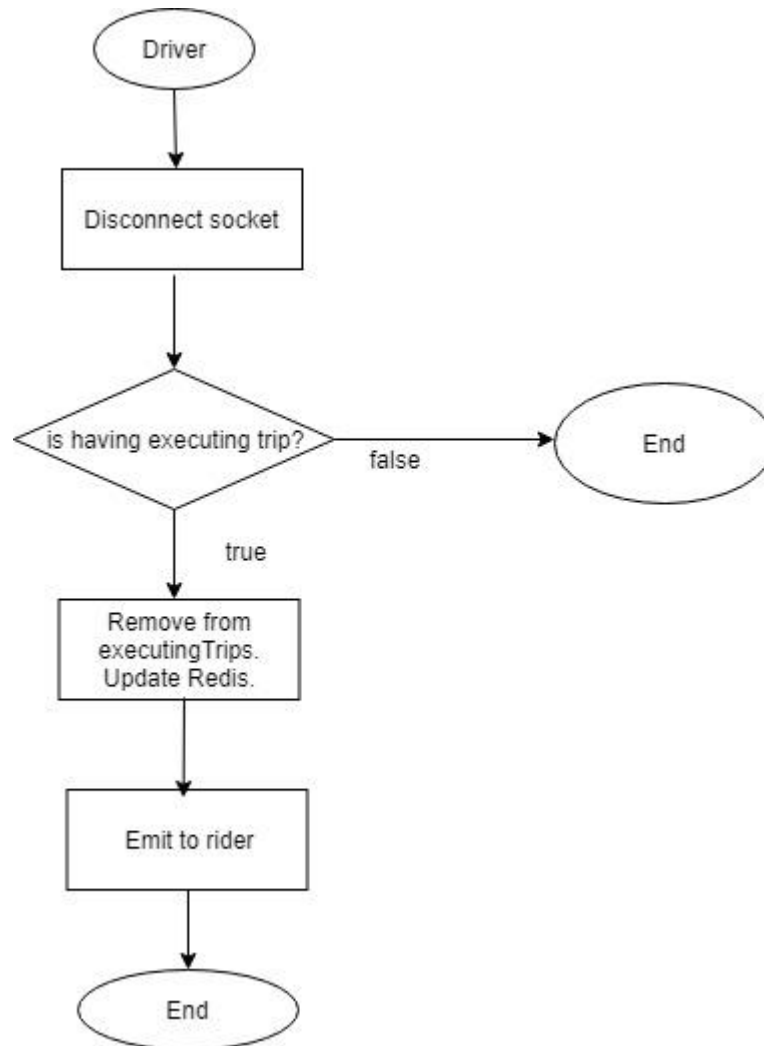 Driver
Disconnect socket
is having executing trip?
false
End
true
Remove from
executingTrips.
Update Redis.
Emit to rider
End